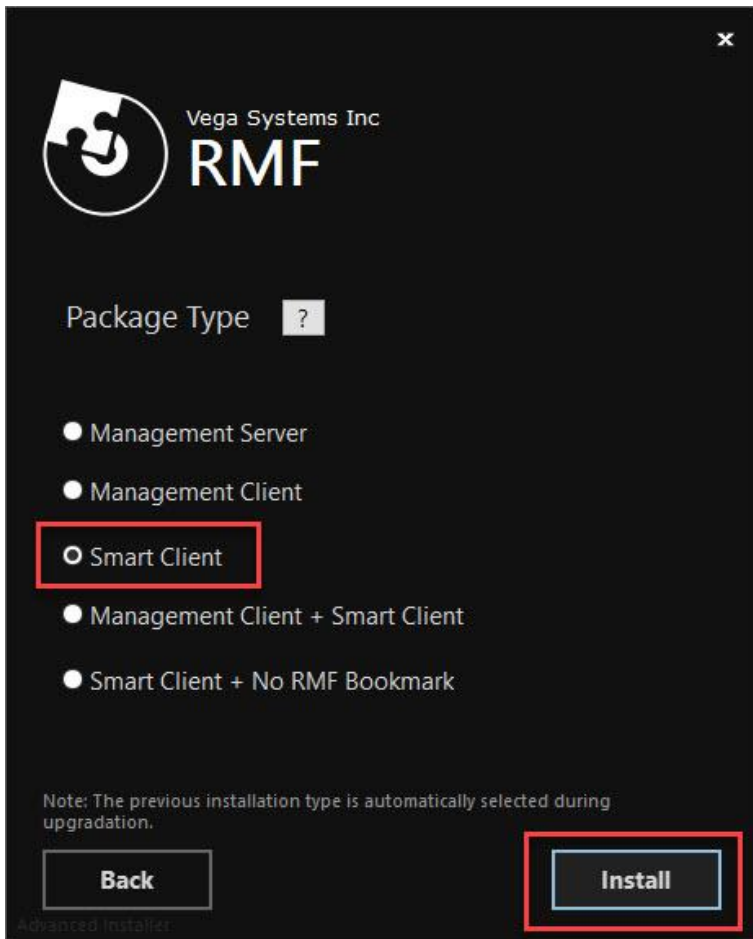 x
Vega Systems Inc
RMF
Package Type ?
Management Server
Management Client
Smart Client
Management Client + Smart Client
Smart Client + No RMF Bookmark
Note: The previous installation type is automatically selected during
upgradation.
Back Install
Advanced Installer